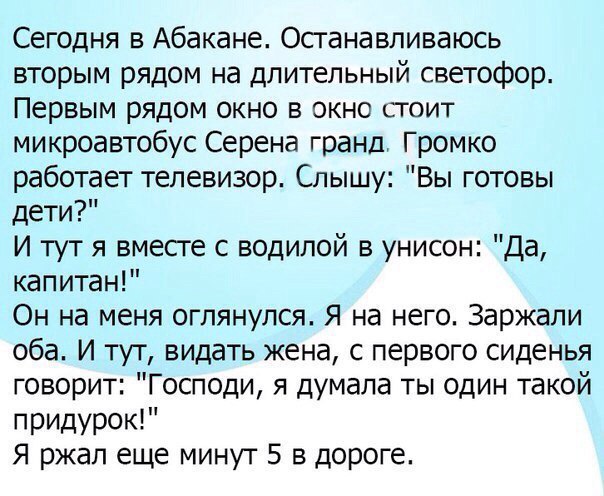 Сегодня в Абакане. Останавливаюсь
вторым рядом на длительный светофор.
Первым рядом окно в окно стоит
микроавтобус Серена гранд. Громко
работает телевизор. Слышу: "Вы готовы
дети?"
И тут я вместе с водилой в унисон: "Да,
капитан!"
Он на меня оглянулся. Я на него. Заржали
оба. И тут, видать жена, с первого сиденья
говорит: "Господи, я думала ты один такой
придурок!"
Я ржал еще минут 5 в дороге.